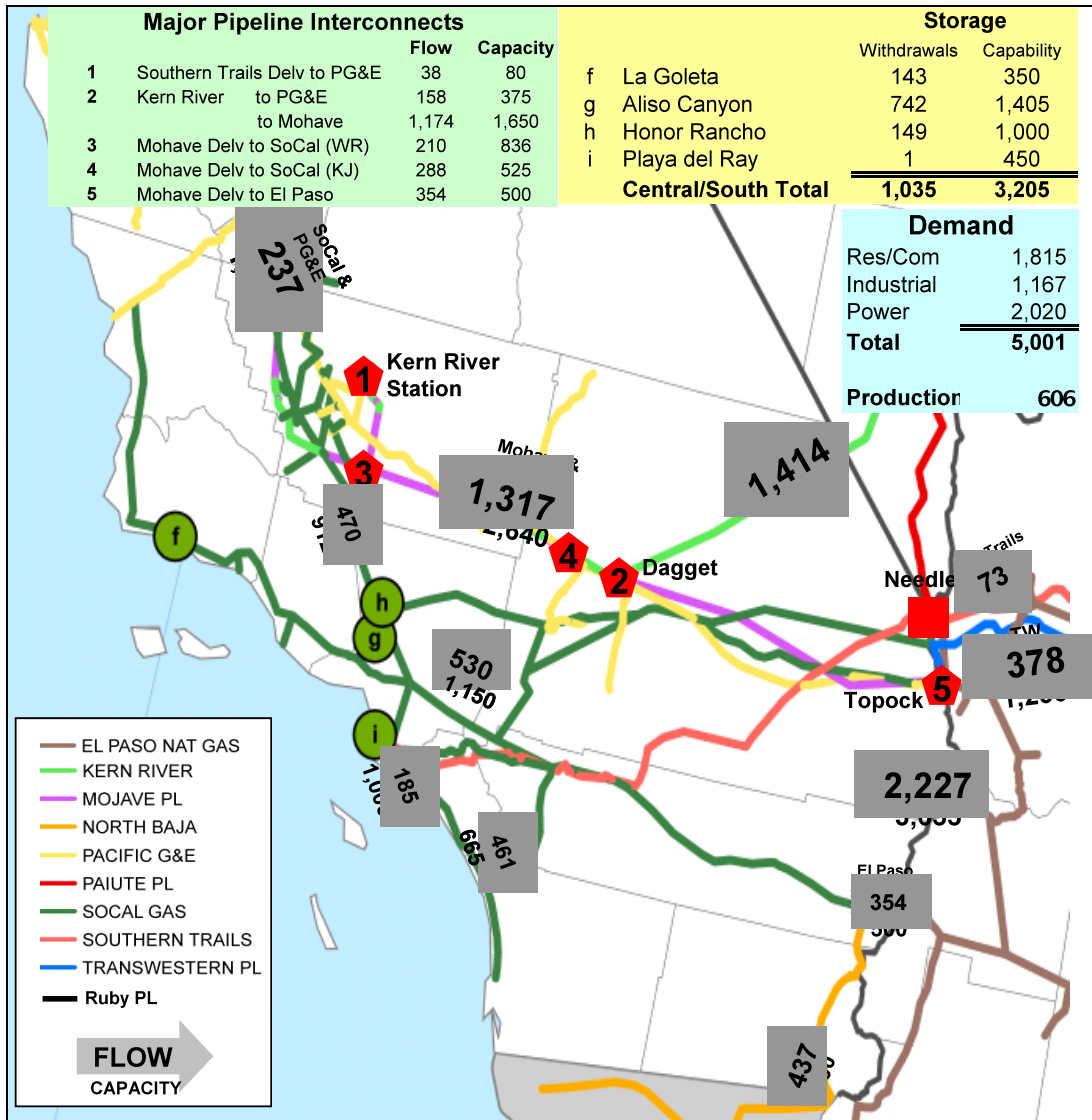 Major Pipeline Interconnects
Flow Capacity
1 Southern Trails Delv to PG&E 38 80
2 Kern River to PG&E 158 375
to Mohave 1,174 1,650
3 Mohave Delv to SoCal (WR) 210 836
4 Mohave Delv to SoCal (KJ) 288 525
5 Mohave Delv to El Paso 354 500
Storage
Withdrawals Capability
f La Goleta 143 350
g Aliso Canyon 742 1,405
h Honor Rancho 149 1,000
i Playa del Ray 1 450
Central/South Total 1,035 3,205
Demand
Res/Com 1,815
Industrial 1,167
Power 2,020
Total 5,001
Production 606
SoCal &
PG&E
237
1
Kern River
Station
3
470
1,317
2,640
1,414
4
2
Dagget
f
h
g
i
530
1,150
Needle
Trails
73
TW
378
5
Topock
2,227
185
665
461
El Paso
354
500
437
EL PASO NAT GAS
KERN RIVER
MOJAVE PL
NORTH BAJA
PACIFIC G&E
PAIUTE PL
SOCAL GAS
SOUTHERN TRAILS
TRANSWESTERN PL
Ruby PL
FLOW
CAPACITY